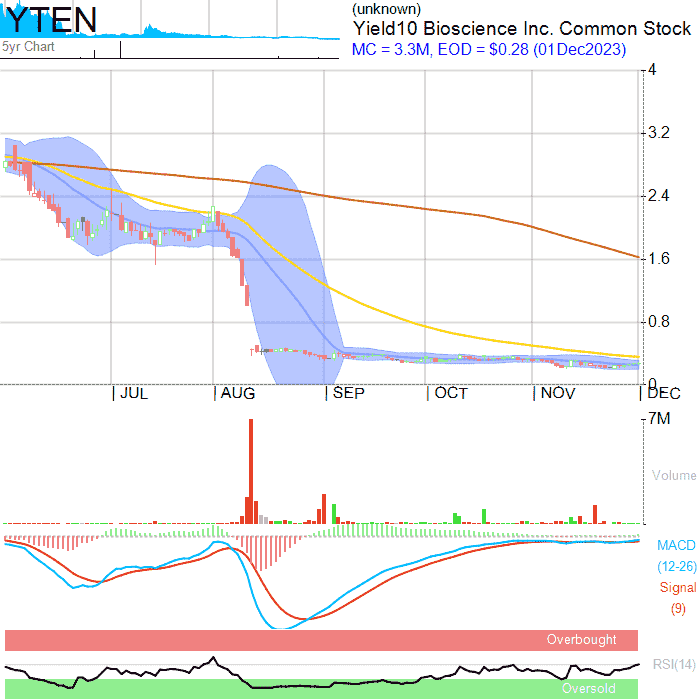 YTEN
5yr Chart
(unknown)
Yield10 Bioscience Inc. Common Stock
MC = 3.3M, EOD = $0.28 (01Dec2023)
4
3.2
2.4
1.6
0.8
0
JUL
AUG
SEP
OCT
NOV
DEC
7M
Volume
MACD
(12-26)
Signal
(9)
Overbought
RSI(14)
Oversold